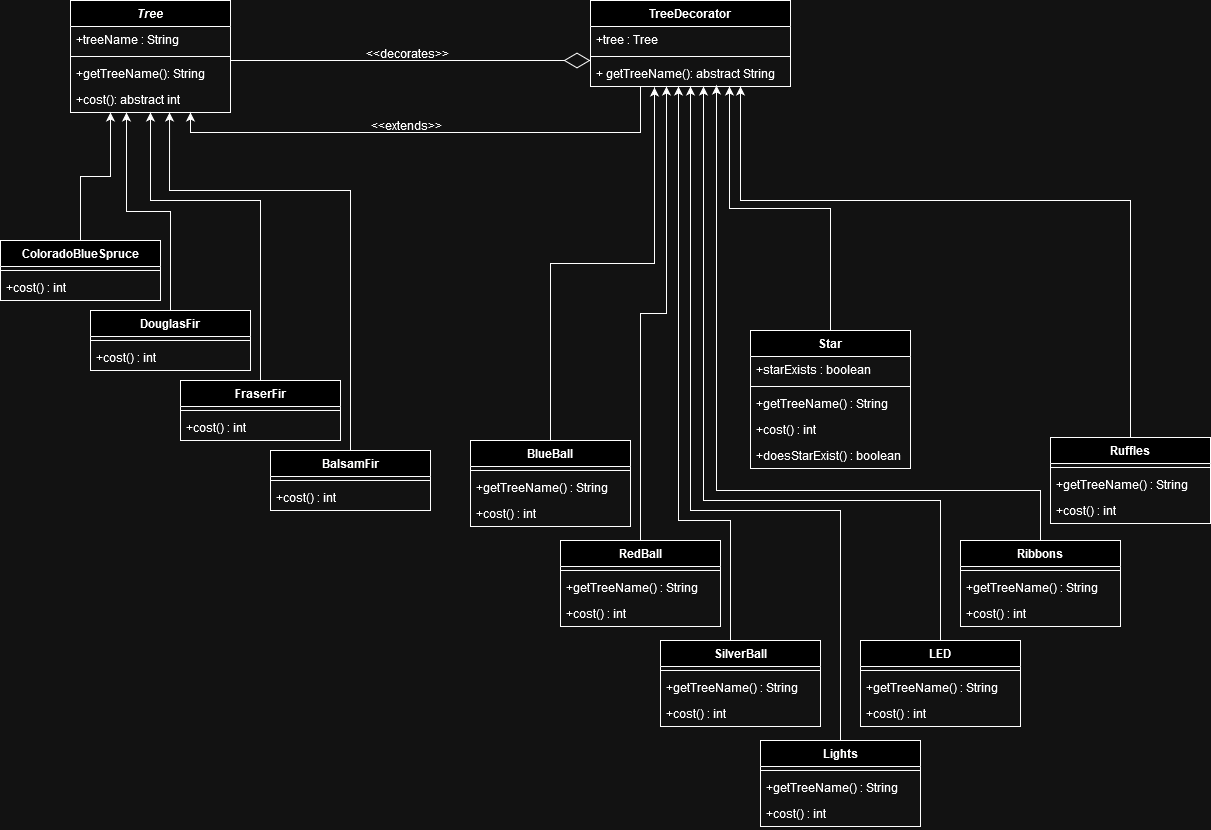 Tree
+treeName : String
+getTreeName(): String
+cost(): abstract int
<<decorates>>
<<extends>>
TreeDecorator
+tree : Tree
+ getTreeName(): abstract String
ColoradoBlueSpruce
+cost() : int
DouglasFir
+cost() : int
FraserFir
+cost() : int
BalsamFir
+cost() : int
BlueBall
+getTreeName() : String
+cost() : int
RedBall
+getTreeName() : String
+cost() : int
SilverBall
+getTreeName() : String
+cost() : int
Lights
+getTreeName() : String
+cost() : int
LED
+getTreeName() : String
+cost() : int
Ribbons
+getTreeName() : String
+cost() : int
Star
+starExists : boolean
+getTreeName() : String
+cost() : int
+doesStarExist() : boolean
Ruffles
+getTreeName() : String
+cost() : int